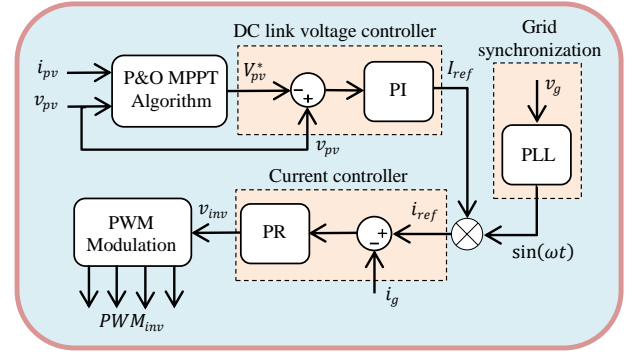 DC link voltage controller
Grid
synchronization
i_pv
v_pv
P&O MPPT
Algorithm
V*_pv
−
+
PI
I_ref
v_g
v_pv
PLL
Current controller
PWM
Modulation
v_inv
PR
+
−
i_ref
sin(ωt)
i_g
PWM_inv